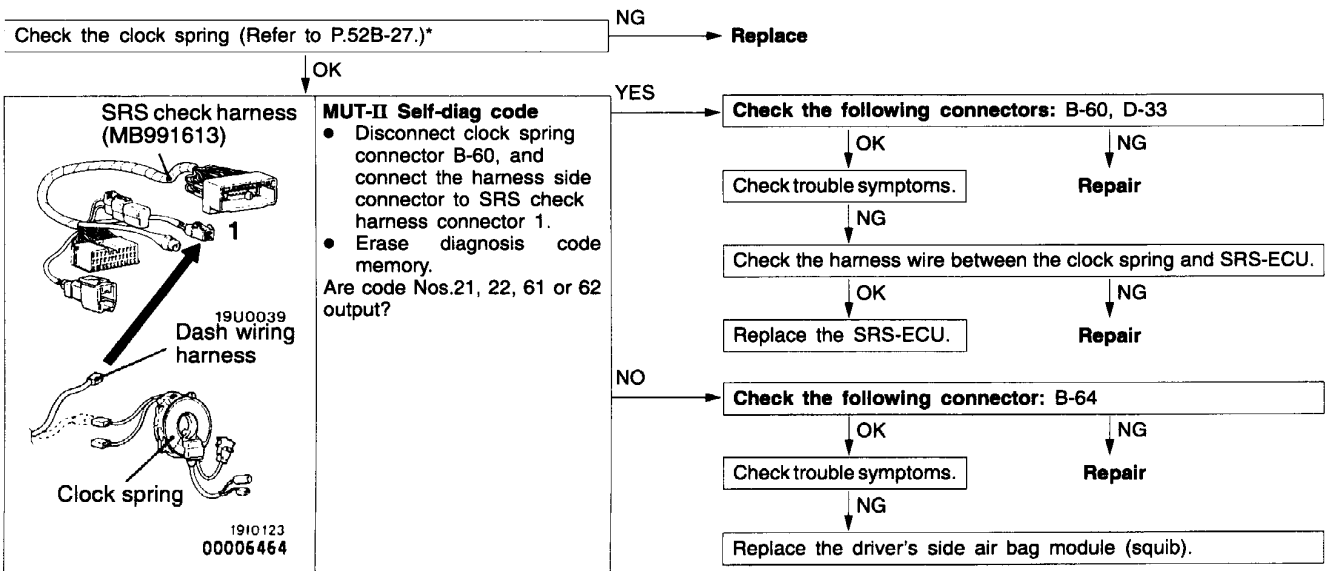 Check the clock spring (Refer to P.52B-27.)*
NG
Replace
OK
SRS check harness
(MB991613)
1
19U0039
Dash wiring
harness
Clock spring
19I0123
00006464
MUT-II Self-diag code
● Disconnect clock spring
connector B-60, and
connect the harness side
connector to SRS check
harness connector 1.
● Erase diagnosis code
memory.
Are code Nos.21, 22, 61 or 62
output?
YES
Check the following connectors: B-60, D-33
OK
NG
Check trouble symptoms.
Repair
NG
Check the harness wire between the clock spring and SRS-ECU.
OK
NG
Replace the SRS-ECU.
Repair
NO
Check the following connector: B-64
OK
NG
Check trouble symptoms.
Repair
NG
Replace the driver's side air bag module (squib).